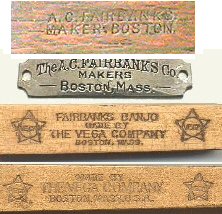 A.C. FAIRBANKS,
MAKER. BOSTON.
The A.C. FAIRBANKS Co
MAKERS
BOSTON, MASS.
FAIRBANKS BANJO
MADE BY
THE VEGA COMPANY
BOSTON, MASS.
MADE BY
THE VEGA COMPANY
BOSTON, MASS.